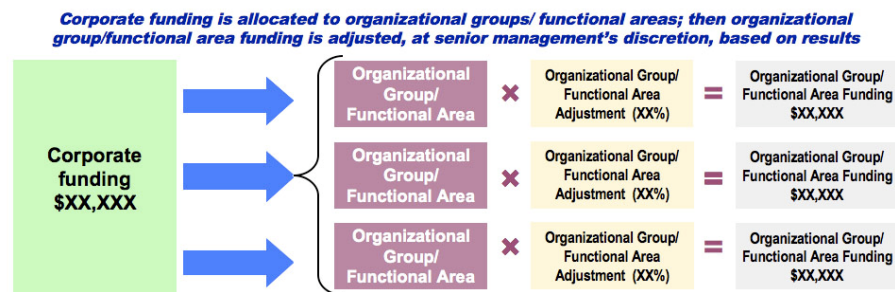 Corporate funding is allocated to organizational groups/ functional areas; then organizational
group/functional area funding is adjusted, at senior management's discretion, based on results
Corporate
funding
$XX,XXX
Organizational
Group/
Functional Area
×
Organizational Group/
Functional Area
Adjustment (XX%)
=
Organizational Group/
Functional Area Funding
$XX,XXX
Organizational
Group/
Functional Area
×
Organizational Group/
Functional Area
Adjustment (XX%)
=
Organizational Group/
Functional Area Funding
$XX,XXX
Organizational
Group/
Functional Area
×
Organizational Group/
Functional Area
Adjustment (XX%)
=
Organizational Group/
Functional Area Funding
$XX,XXX